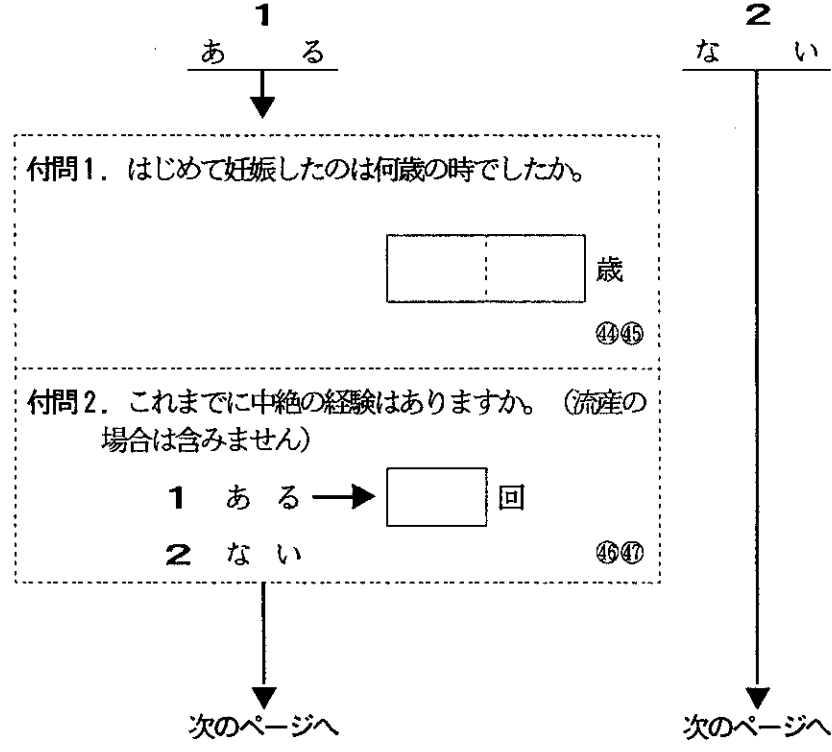 1
あ る
2
な い
付問1. はじめて妊娠したのは何歳の時でしたか。
歳
㊹㊺
付問2. これまでに中絶の経験はありますか。(流産の
場合は含みません)
1 あ る 回
2 な い ㊻㊼
次のページへ
次のページへ